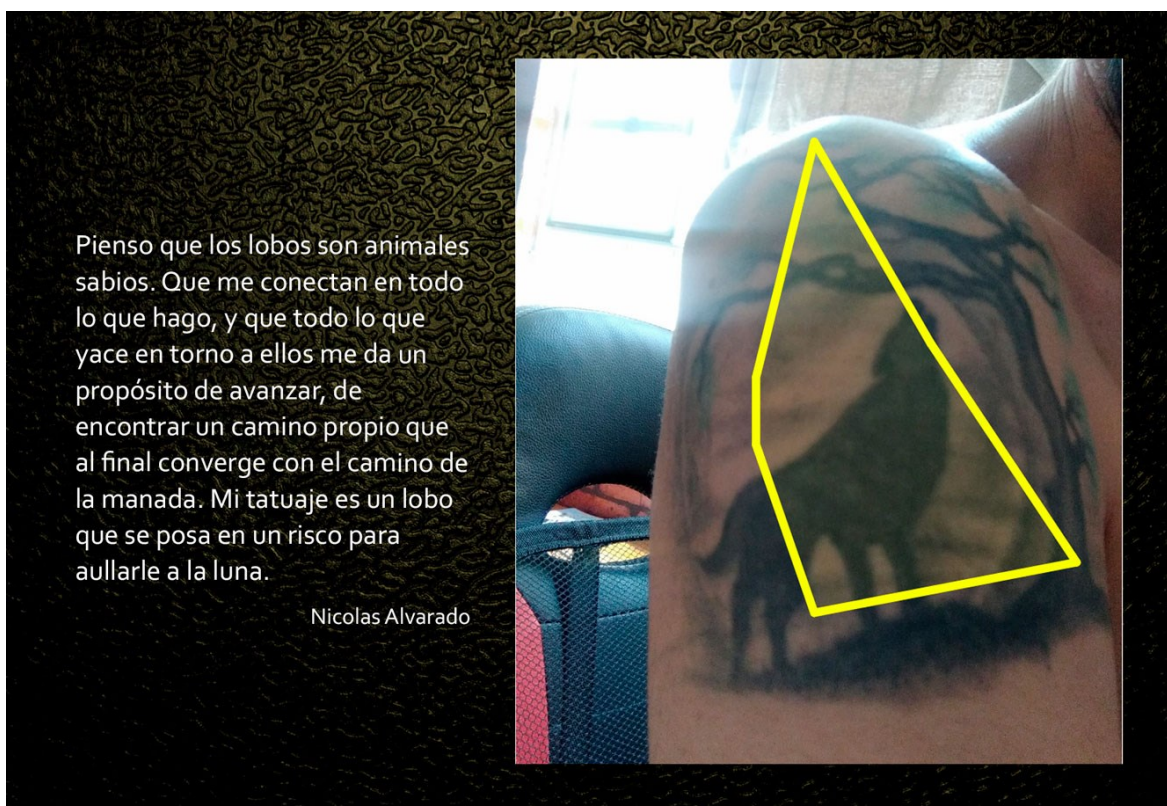 Pienso que los lobos son animales
sabios. Que me conectan en todo
lo que hago, y que todo lo que
yace en torno a ellos me da un
propósito de avanzar, de
encontrar un camino propio que
al final converge con el camino de
la manada. Mi tatuaje es un lobo
que se posa en un risco para
aullarle a la luna.
Nicolas Alvarado